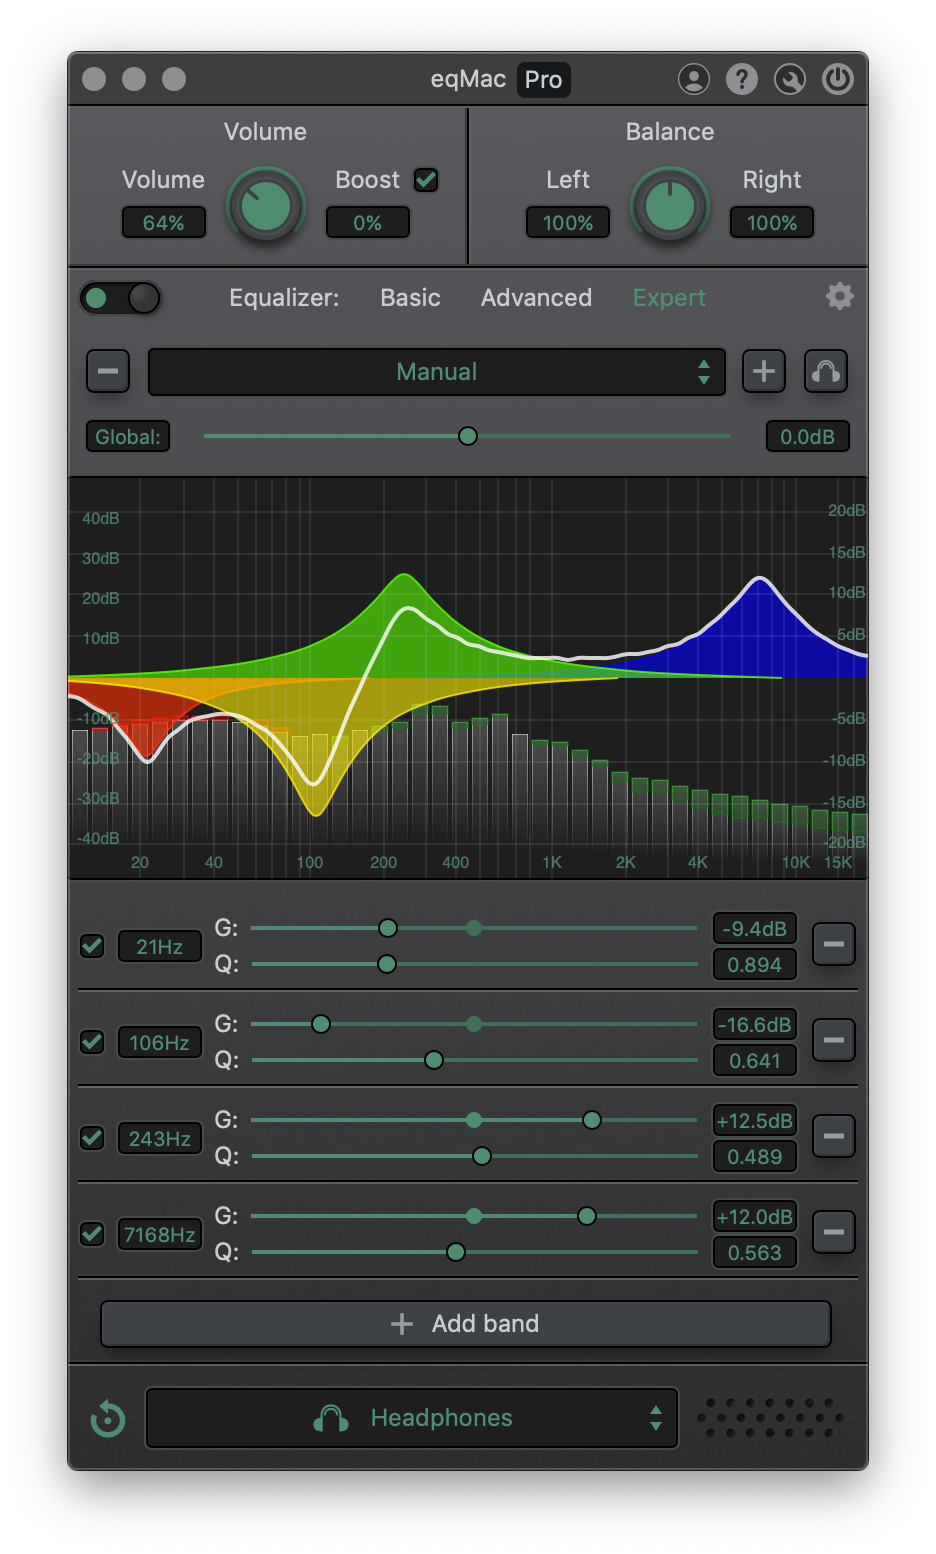 eqMac Pro
Volume
Balance
Volume
Boost
Left
Right
64%
0%
100%
100%
Equalizer:
Basic
Advanced
Expert
Manual
Global:
0.0dB
40dB
30dB
20dB
10dB
-10dB
-20dB
-30dB
-40dB
20dB
15dB
10dB
5dB
-5dB
-10dB
-15dB
-20dB
20
40
100
200
400
1K
2K
4K
10K
15K
21Hz
G:
-9.4dB
Q:
0.894
106Hz
G:
-16.6dB
Q:
0.641
243Hz
G:
+12.5dB
Q:
0.489
7168Hz
G:
+12.0dB
Q:
0.563
Add band
Headphones